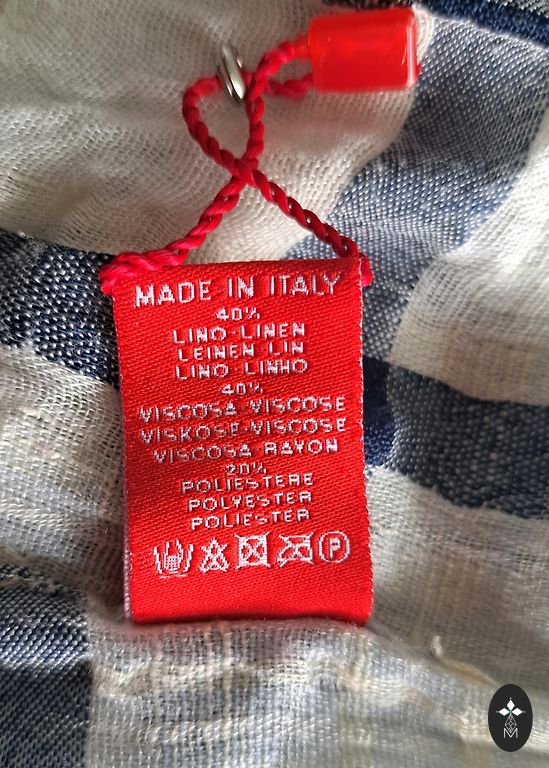 MADE IN ITALY
40%
LINO-LINEN
LEINEN LIN
LINO LINHO
40%
VISCOSA-VISCOSE
VISKOSE-VISCOSE
VISCOSA-RAYON
20%
POLIESTERE
POLYESTER
POLIESTER
P
M